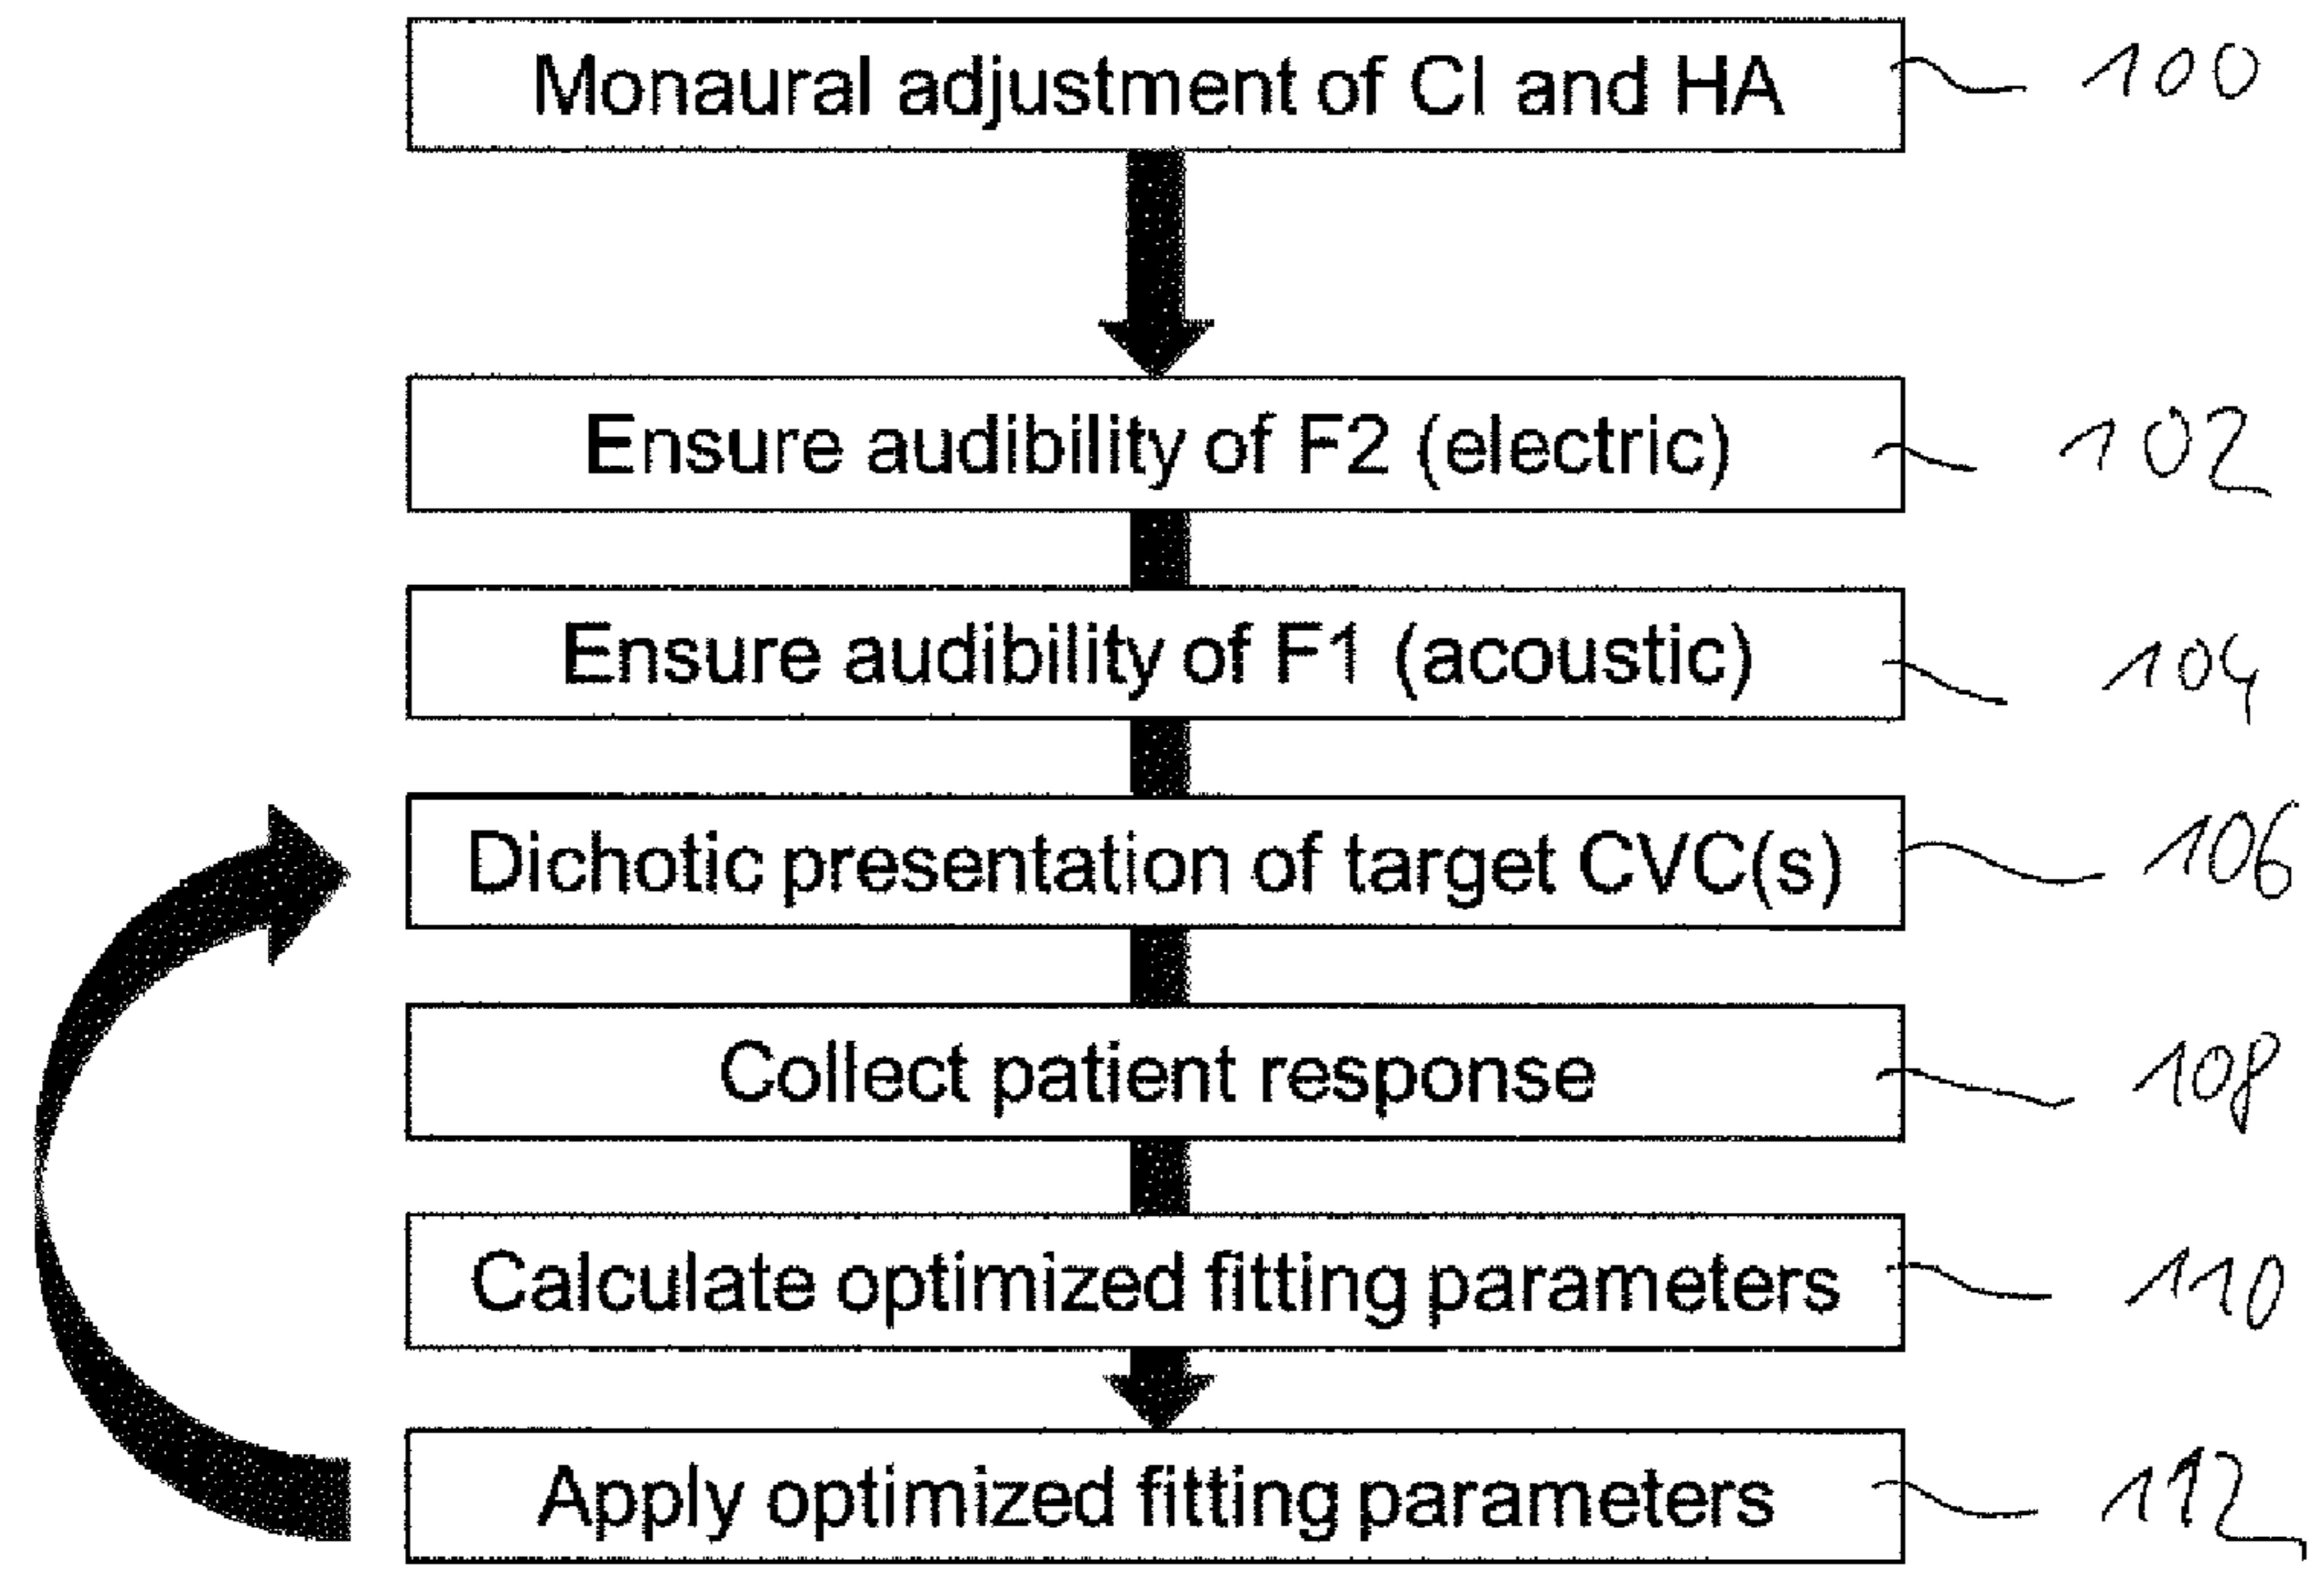 Monaural adjustment of CI and HA 100
Ensure audibility of F2 (electric) 102
Ensure audibility of F1 (acoustic) 104
Dichotic presentation of target CVC(s) 106
Collect patient response 108
Calculate optimized fitting parameters 110
Apply optimized fitting parameters 112